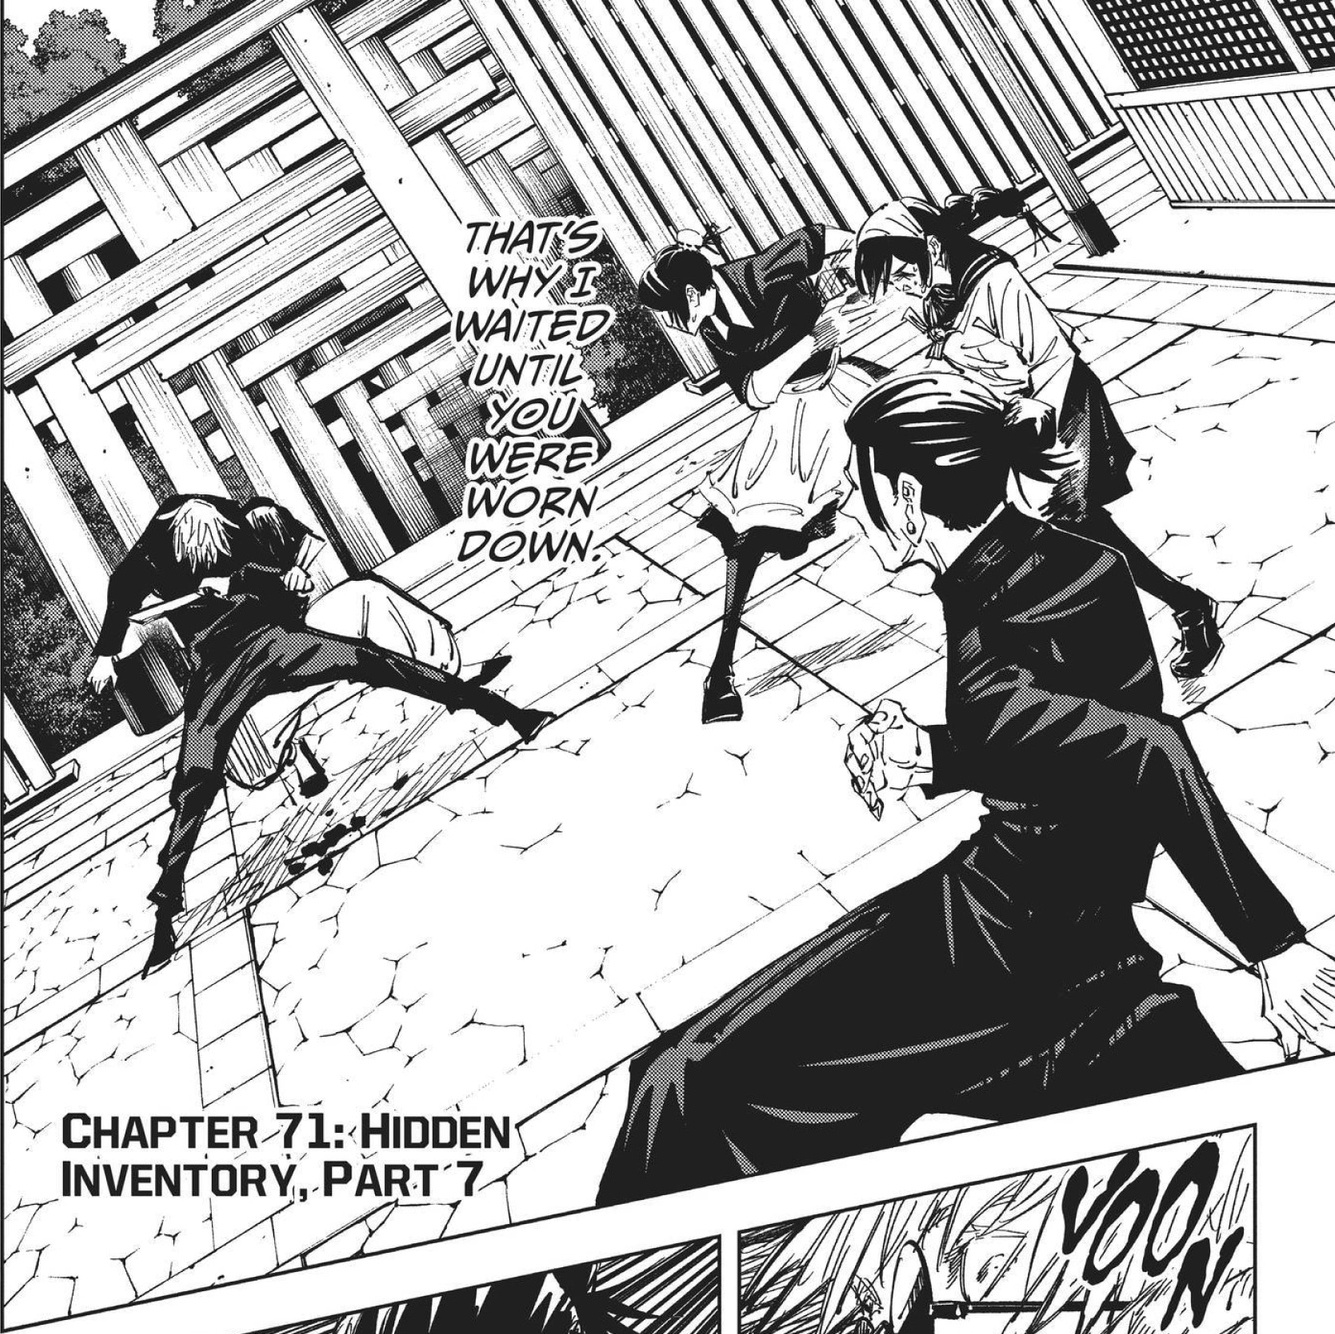 THAT'S
WHY I
WAITED
UNTIL
YOU
WERE
WORN
DOWN.
CHAPTER 71: HIDDEN
INVENTORY, PART 7
VOON